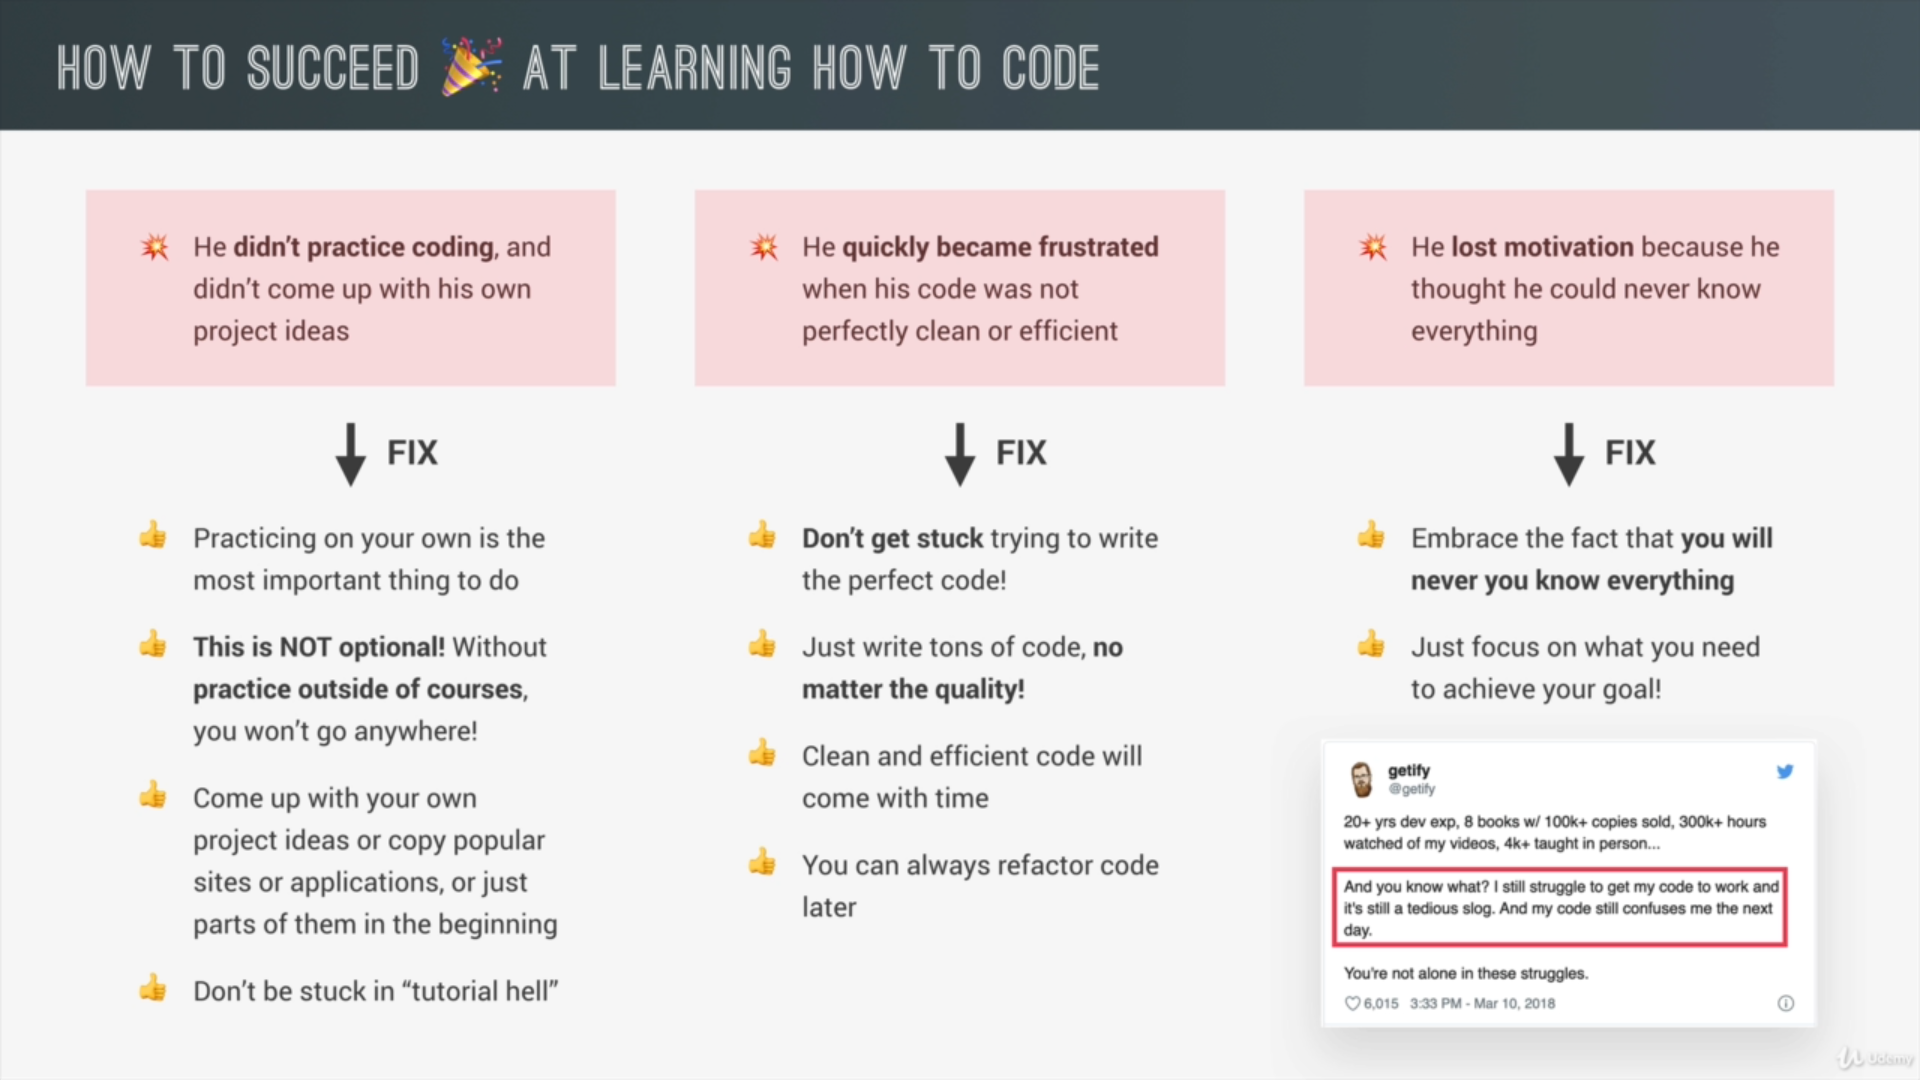 HOW TO SUCCEED 🎉 AT LEARNING HOW TO CODE
💥 He didn't practice coding, and
didn't come up with his own
project ideas
FIX
👍 Practicing on your own is the
most important thing to do
👍 This is NOT optional! Without
practice outside of courses,
you won't go anywhere!
👍 Come up with your own
project ideas or copy popular
sites or applications, or just
parts of them in the beginning
👍 Don't be stuck in “tutorial hell”
💥 He quickly became frustrated
when his code was not
perfectly clean or efficient
FIX
👍 Don't get stuck trying to write
the perfect code!
👍 Just write tons of code, no
matter the quality!
👍 Clean and efficient code will
come with time
👍 You can always refactor code
later
💥 He lost motivation because he
thought he could never know
everything
FIX
👍 Embrace the fact that you will
never you know everything
👍 Just focus on what you need
to achieve your goal!
getify
@getify
20+ yrs dev exp, 8 books w/ 100k+ copies sold, 300k+ hours
watched of my videos, 4k+ taught in person...
And you know what? I still struggle to get my code to work and
it's still a tedious slog. And my code still confuses me the next
day.
You're not alone in these struggles.
6,015 3:33 PM - Mar 10, 2018
Udemy